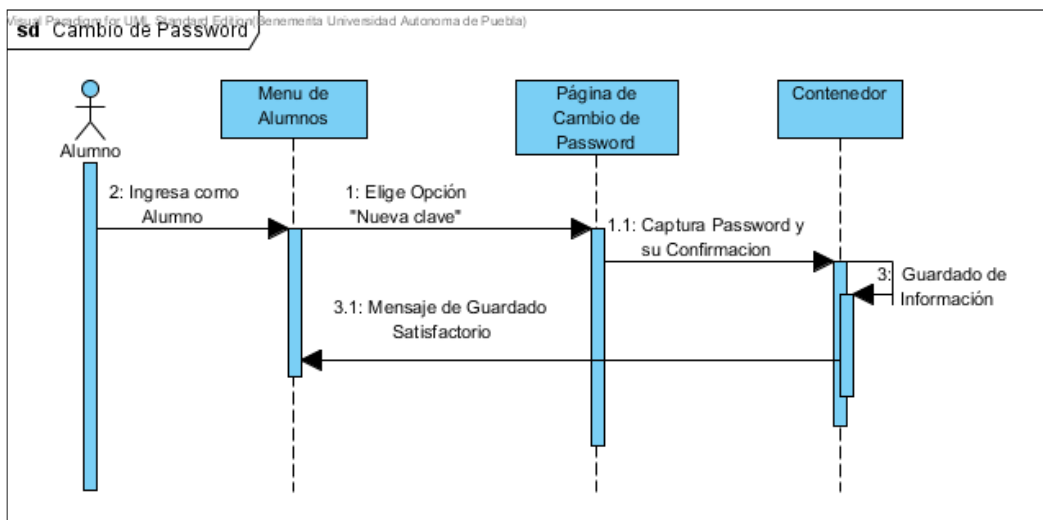 Visual Paradigm for UML Standard Edition(Benemerita Universidad Autonoma de Puebla)
sd Cambio de Password
Alumno
Menu de
Alumnos
Página de
Cambio de
Password
Contenedor
2: Ingresa como
Alumno
1: Elige Opción
"Nueva clave"
1.1: Captura Password y
su Confirmacion
3: Guardado de
Información
3.1: Mensaje de Guardado
Satisfactorio